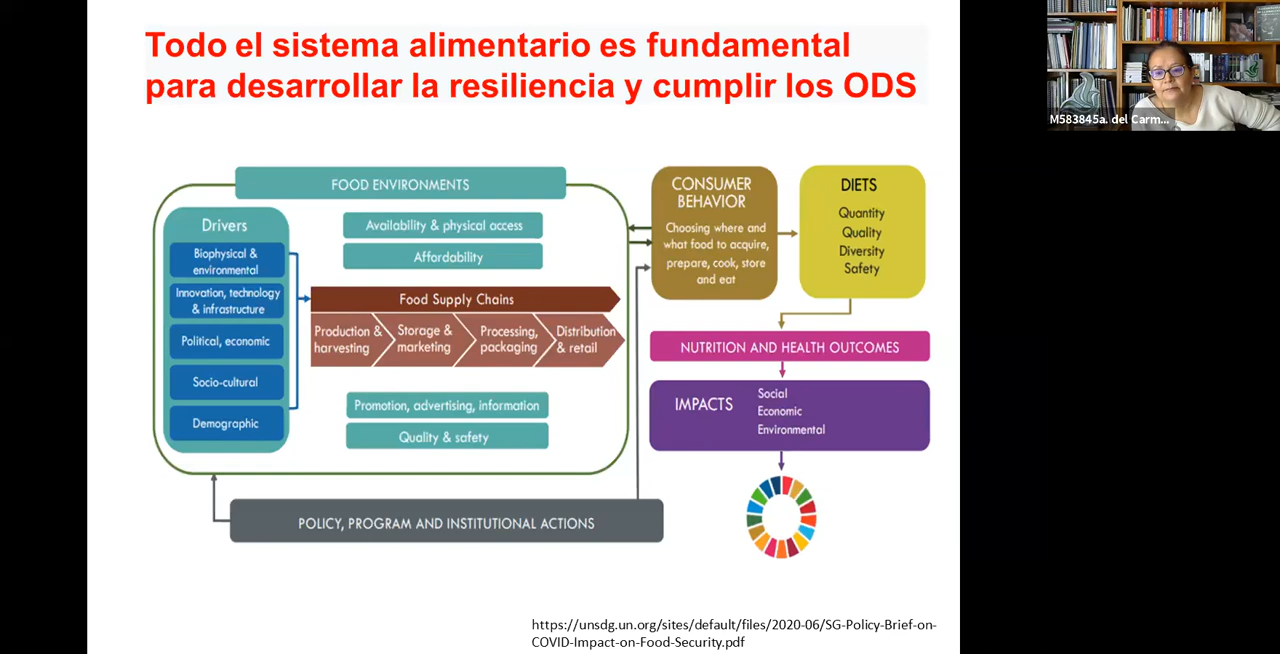 Todo el sistema alimentario es fundamental
para desarrollar la resiliencia y cumplir los ODS
M583845a. del Carm...
FOOD ENVIRONMENTS
Drivers
Biophysical &
environmental
Innovation, technology
& infrastructure
Political, economic
Socio-cultural
Demographic
Availability & physical access
Affordability
Food Supply Chains
Production &
harvesting
Storage &
marketing
Processing,
packaging
Distribution
& retail
Promotion, advertising, information
Quality & safety
POLICY, PROGRAM AND INSTITUTIONAL ACTIONS
CONSUMER
BEHAVIOR
Choosing where and
what food to acquire,
prepare, cook, store
and eat
DIETS
Quantity
Quality
Diversity
Safety
NUTRITION AND HEALTH OUTCOMES
IMPACTS
Social
Economic
Environmental
https://unsdg.un.org/sites/default/files/2020-06/SG-Policy-Brief-on-
COVID-Impact-on-Food-Security.pdf